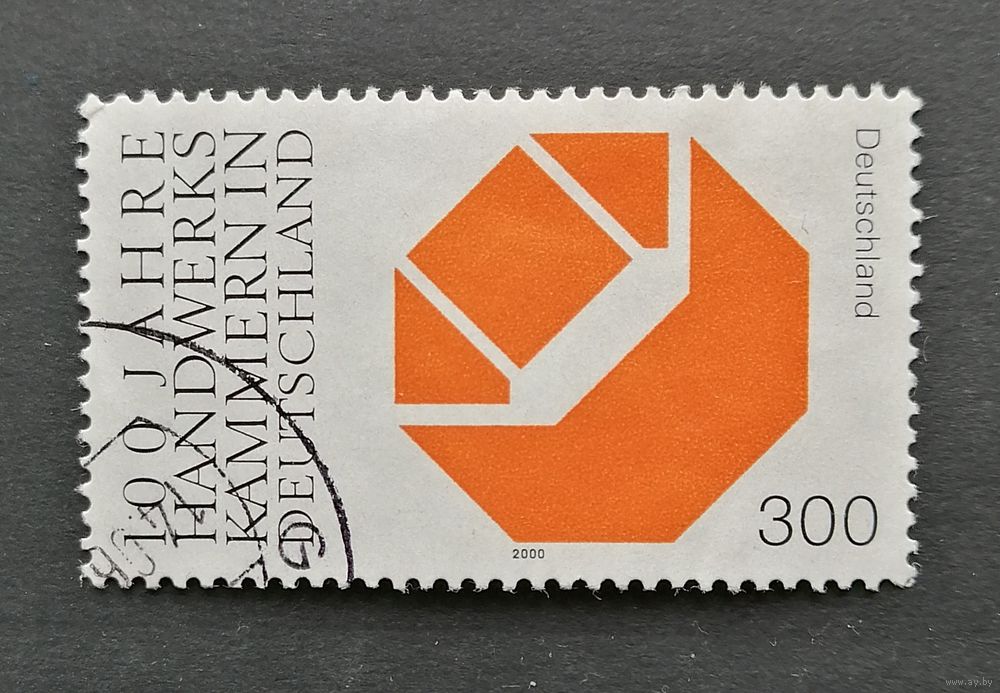 100 JAHRE
HANDWERKS
KAMMERN IN
DEUTSCHLAND
Deutschland
300
2000
www.ay.by